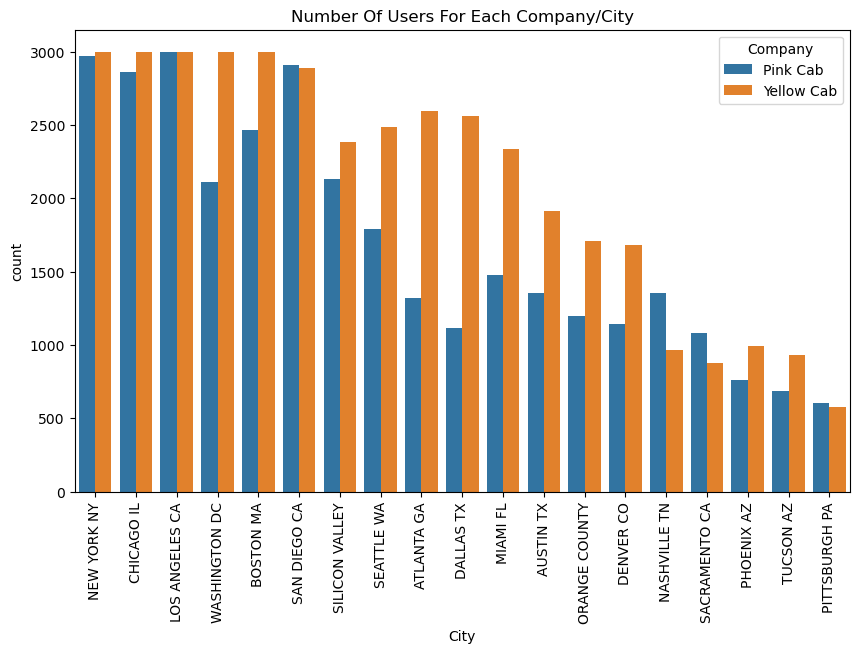 Number Of Users For Each Company/City
Company
Pink Cab
Yellow Cab
count
3000
2500
2000
1500
1000
500
0
NEW YORK NY
CHICAGO IL
LOS ANGELES CA
WASHINGTON DC
BOSTON MA
SAN DIEGO CA
SILICON VALLEY
SEATTLE WA
ATLANTA GA
DALLAS TX
MIAMI FL
AUSTIN TX
ORANGE COUNTY
DENVER CO
NASHVILLE TN
SACRAMENTO CA
PHOENIX AZ
TUCSON AZ
PITTSBURGH PA
City